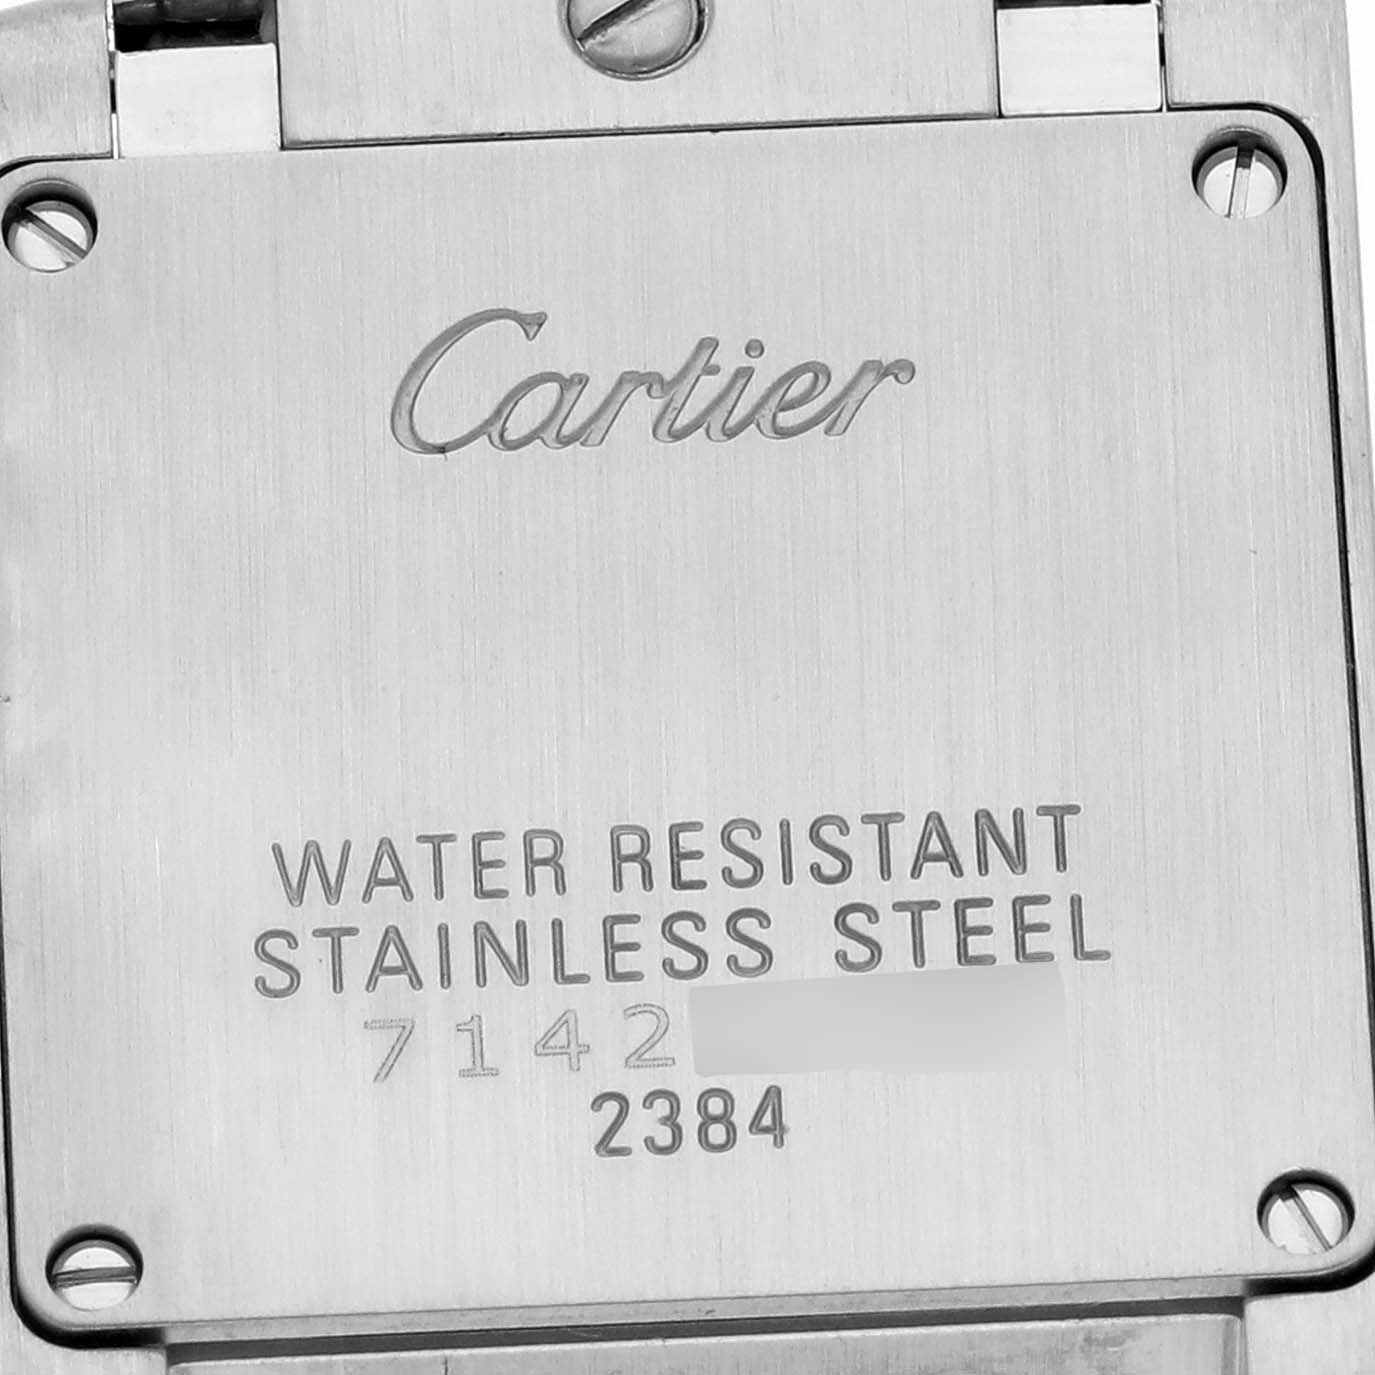 Cartier
WATER RESISTANT
STAINLESS STEEL
7142
2384